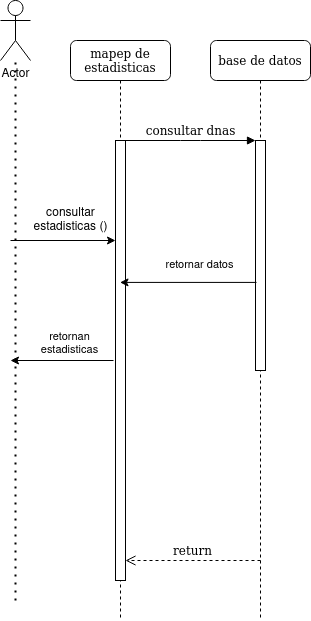 Actor
mapep de
estadisticas
base de datos
consultar dnas
consultar
estadisticas ()
retornar datos
retornan
estadisticas
return